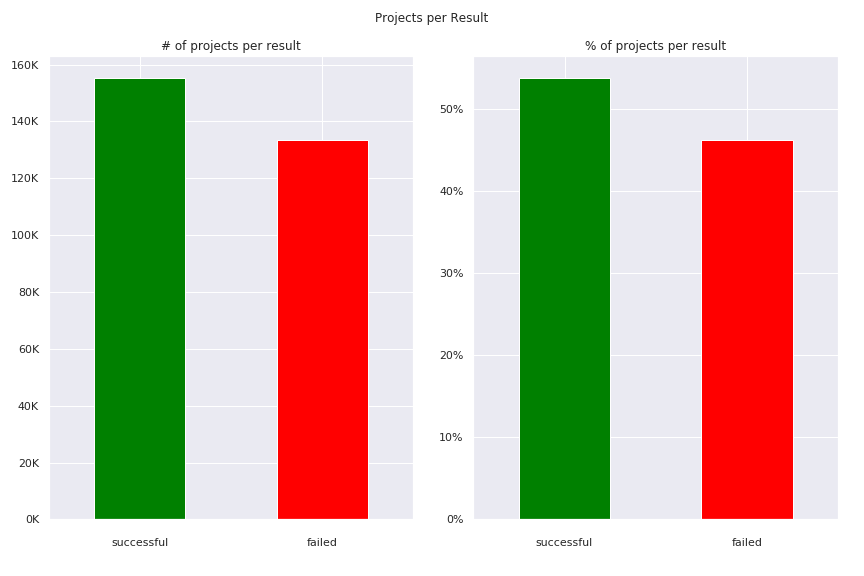 Projects per Result
# of projects per result
160K
140K
120K
100K
80K
60K
40K
20K
0K
successful
failed
% of projects per result
50%
40%
30%
20%
10%
0%
successful
failed